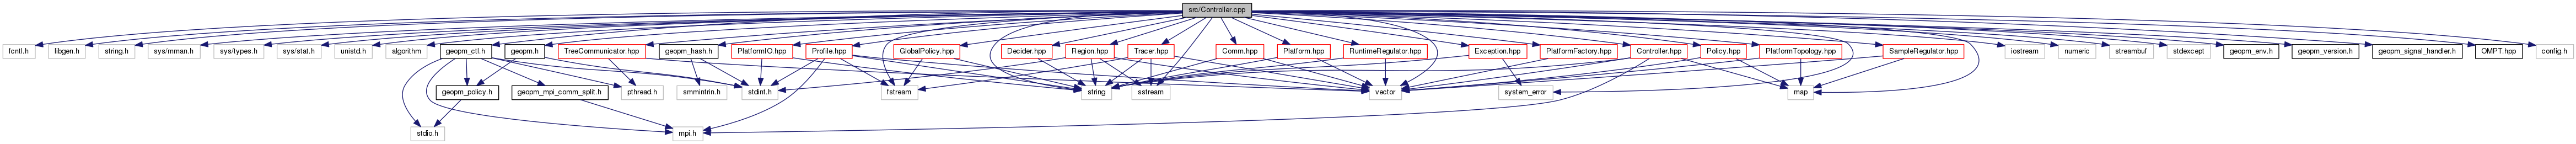 src/Controller.cpp
fcntl.h
libgen.h
string.h
sys/mman.h
sys/types.h
sys/stat.h
unistd.h
algorithm
geopm_ctl.h
geopm.h
TreeCommunicator.hpp
geopm_hash.h
PlatformIO.hpp
Profile.hpp
GlobalPolicy.hpp
Decider.hpp
Region.hpp
Tracer.hpp
Comm.hpp
Platform.hpp
RuntimeRegulator.hpp
Exception.hpp
PlatformFactory.hpp
Controller.hpp
Policy.hpp
PlatformTopology.hpp
SampleRegulator.hpp
iostream
numeric
streambuf
stdexcept
geopm_env.h
geopm_version.h
geopm_signal_handler.h
OMPT.hpp
config.h
geopm_policy.h
geopm_mpi_comm_split.h
pthread.h
smmintrin.h
stdint.h
fstream
string
sstream
vector
system_error
map
stdio.h
mpi.h